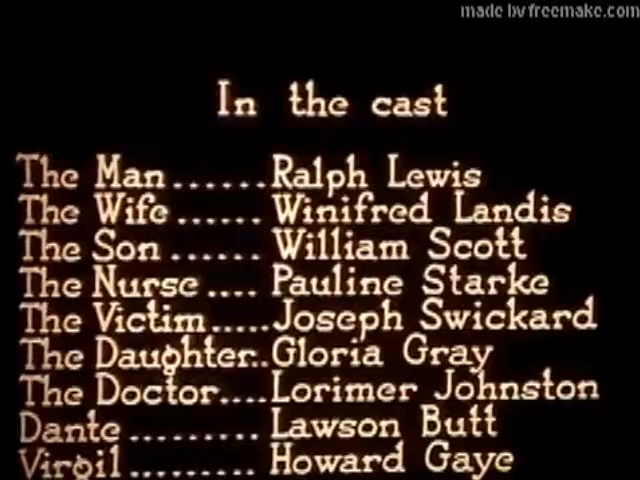 made by freemake.com
In the cast
The Man......Ralph Lewis
The Wife ...... Winifred Landis
The Son ...... William Scott
The Nurse .... Pauline Starke
The Victim.....Joseph Swickard
The Daughter..Gloria Gray
The Doctor....Lorimer Johnston
Dante ......... Lawson Butt
Virgil ......... Howard Gaye